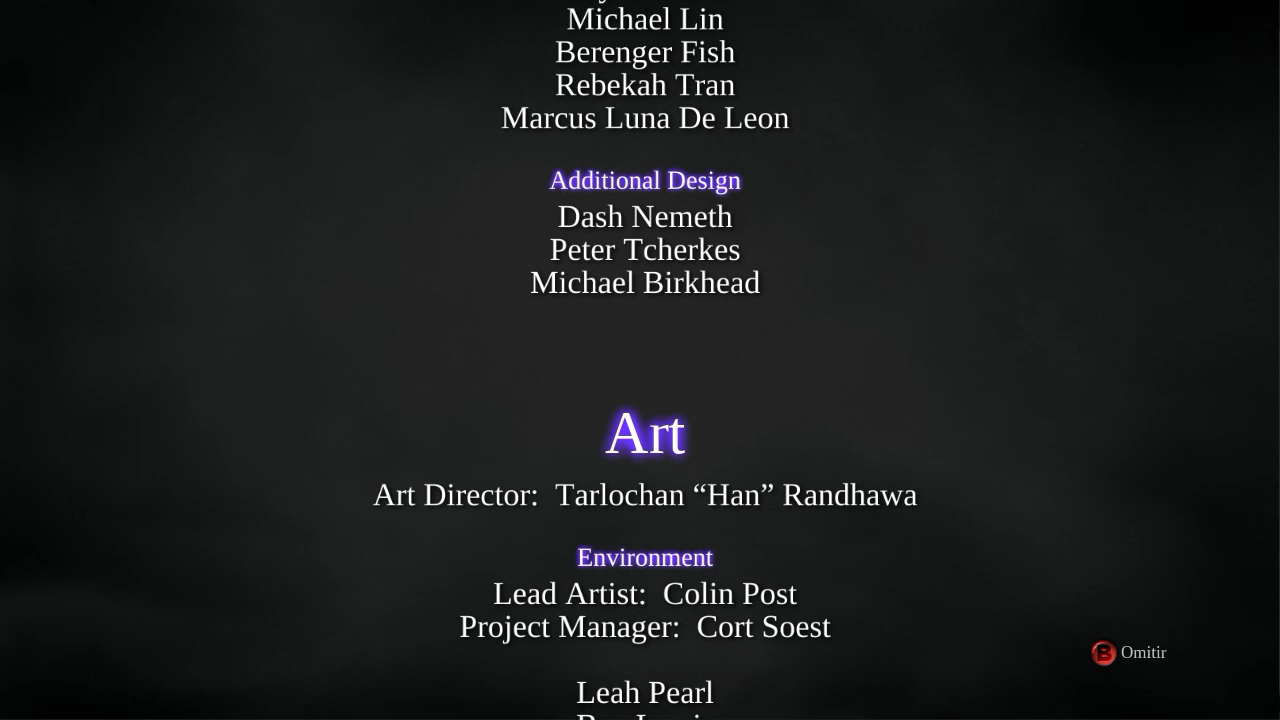 Michael Lin
Berenger Fish
Rebekah Tran
Marcus Luna De Leon
Additional Design
Dash Nemeth
Peter Tcherkes
Michael Birkhead
Art
Art Director:  Tarlochan “Han” Randhawa
Environment
Lead Artist:  Colin Post
Project Manager:  Cort Soest
B Omitir
Leah Pearl